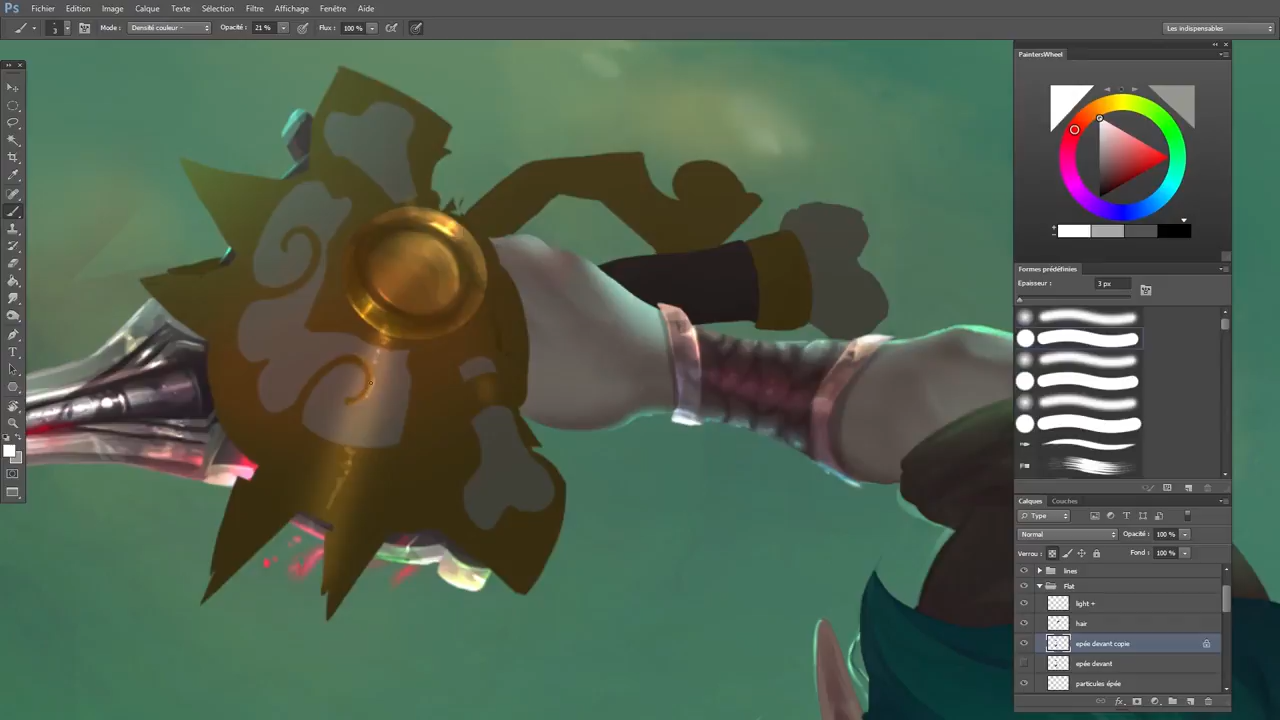 Ps Fichier Edition Image Calque Texte Sélection Filtre Affichage Fenêtre Aide
3 Mode : Densité couleur - Opacité : 21 % Flux : 100 % Les indispensables
PaintersWheel
Formes prédéfinies
Epaisseur : 3 px
Calques Couches
Type
Normal Opacité : 100 %
Verrou : Fond : 100 %
lines
Flat
light +
hair
epée devant copie
epée devant
particules épée